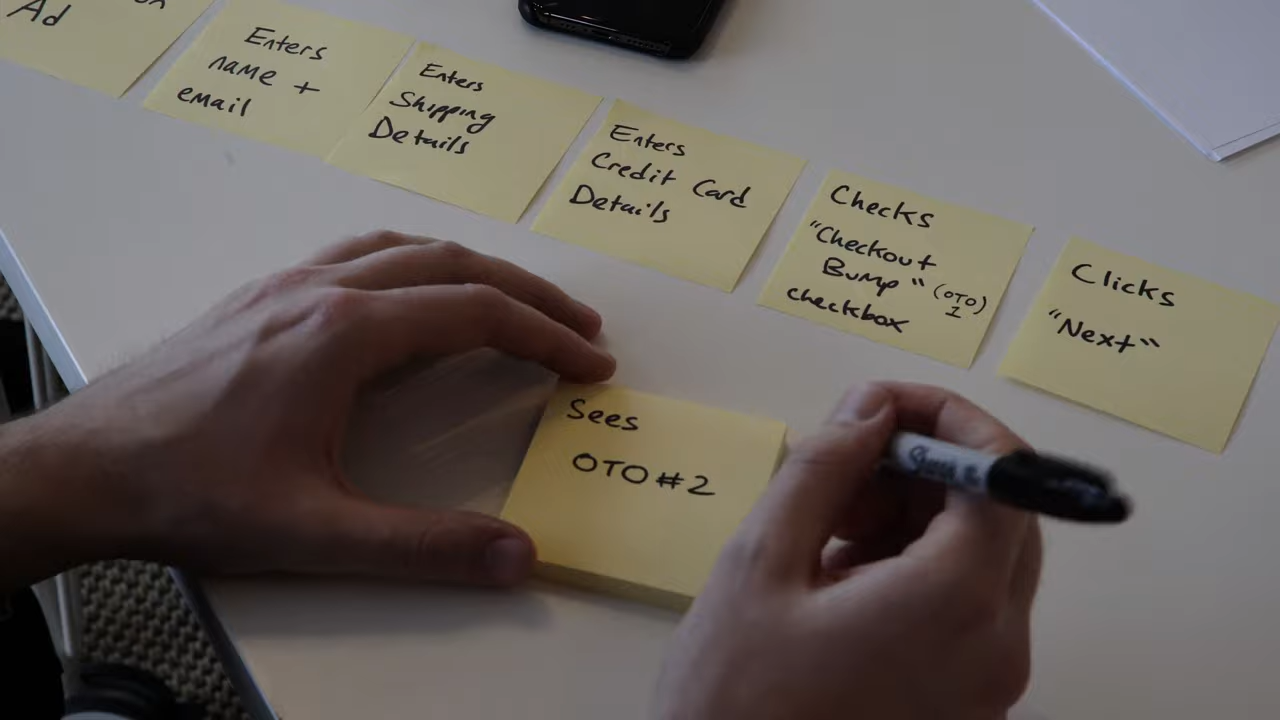 Ad
Enters
name +
email
Enters
Shipping
Details
Enters
Credit Card
Details
Checks
"Checkout
Bump" (OTO)
1
checkbox
Clicks
"Next"
Sees
OTO #2